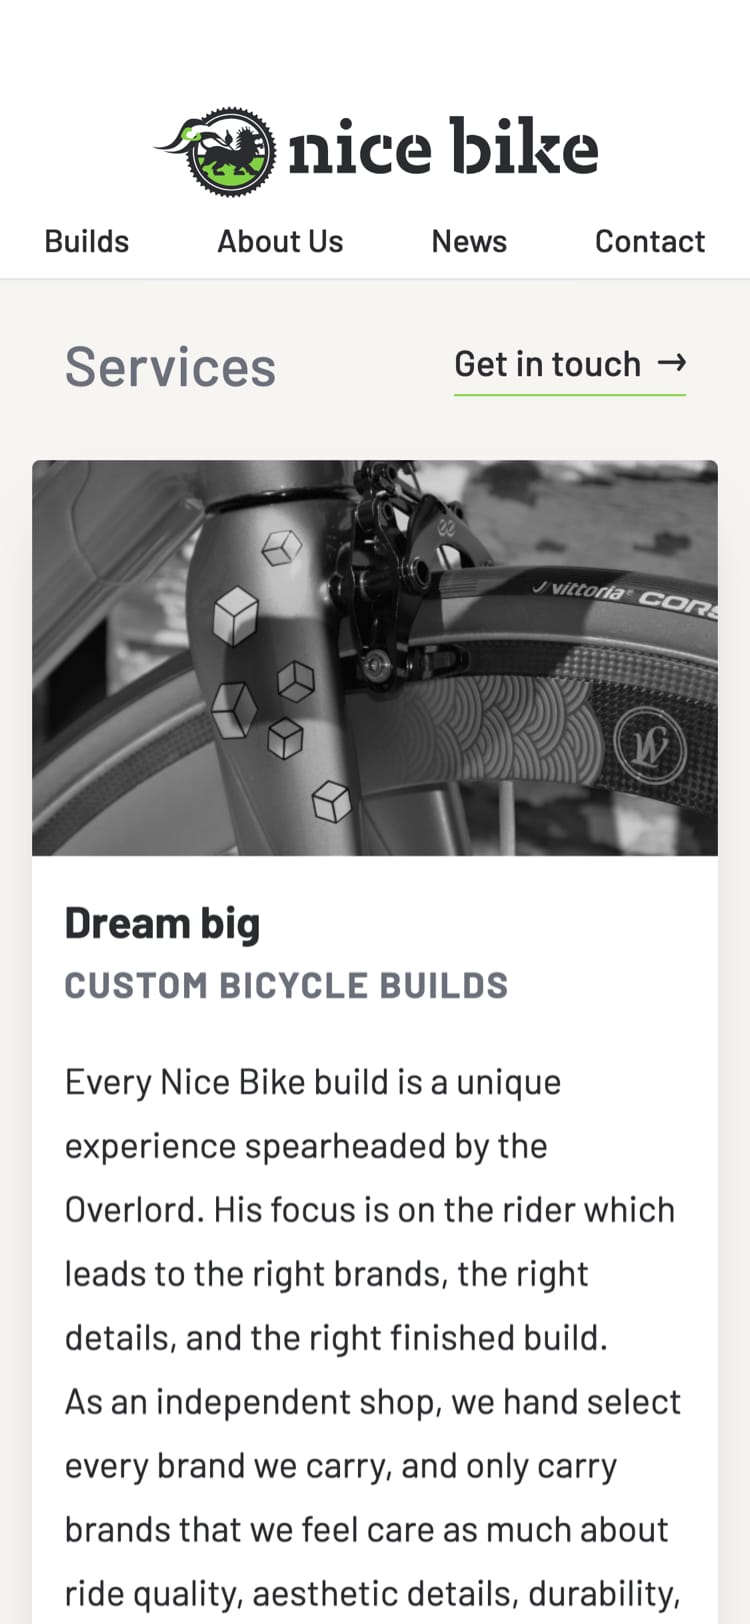 nice bike
Builds About Us News Contact
Services
Get in touch →
vittoria
Dream big
CUSTOM BICYCLE BUILDS
Every Nice Bike build is a unique
experience spearheaded by the
Overlord. His focus is on the rider which
leads to the right brands, the right
details, and the right finished build.
As an independent shop, we hand select
every brand we carry, and only carry
brands that we feel care as much about
ride quality, aesthetic details, durability,